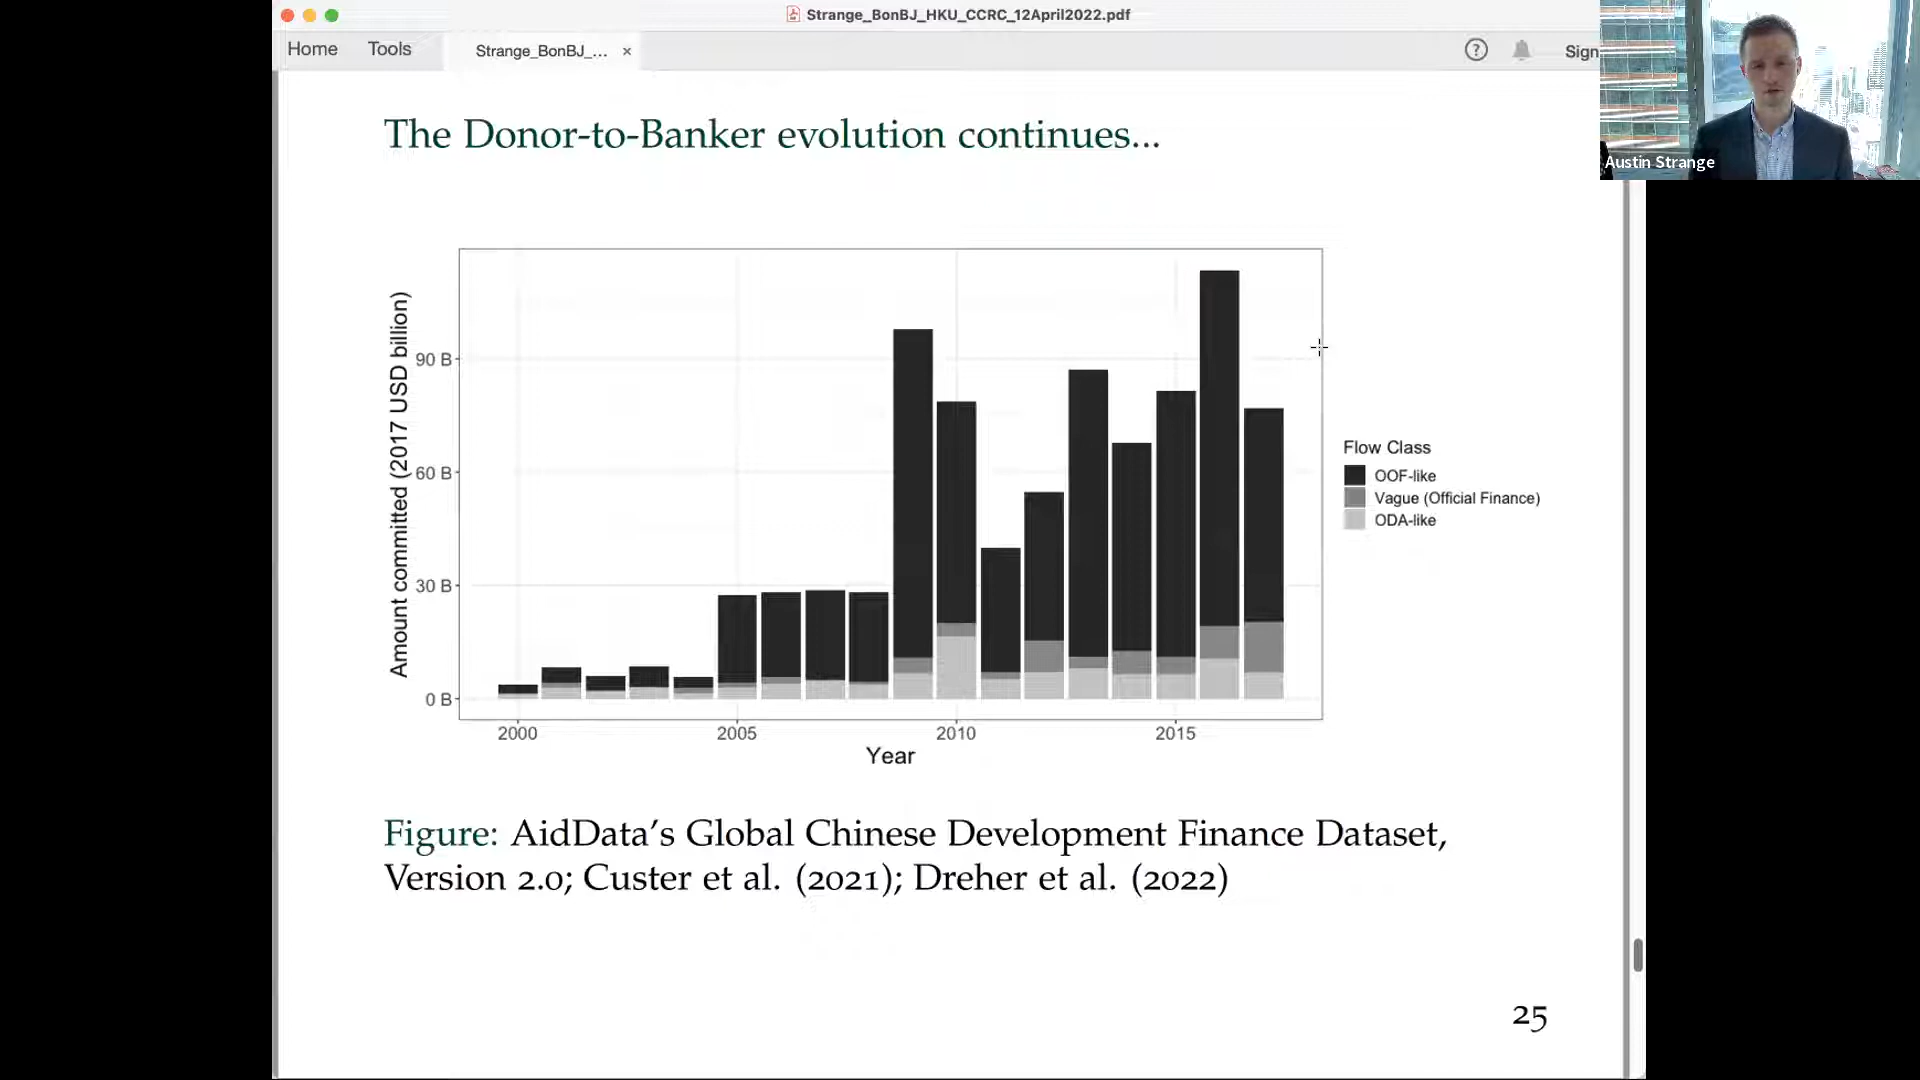 Strange_BonBJ_HKU_CCRC_12April2022.pdf
Home Tools Strange_BonBJ_... × ? Sign
Austin Strange
The Donor-to-Banker evolution continues...
Amount committed (2017 USD billion)
90 B
60 B
30 B
0 B
2000 2005 2010 2015
Year
Flow Class
OOF-like
Vague (Official Finance)
ODA-like
Figure: AidData’s Global Chinese Development Finance Dataset,
Version 2.0; Custer et al. (2021); Dreher et al. (2022)
25